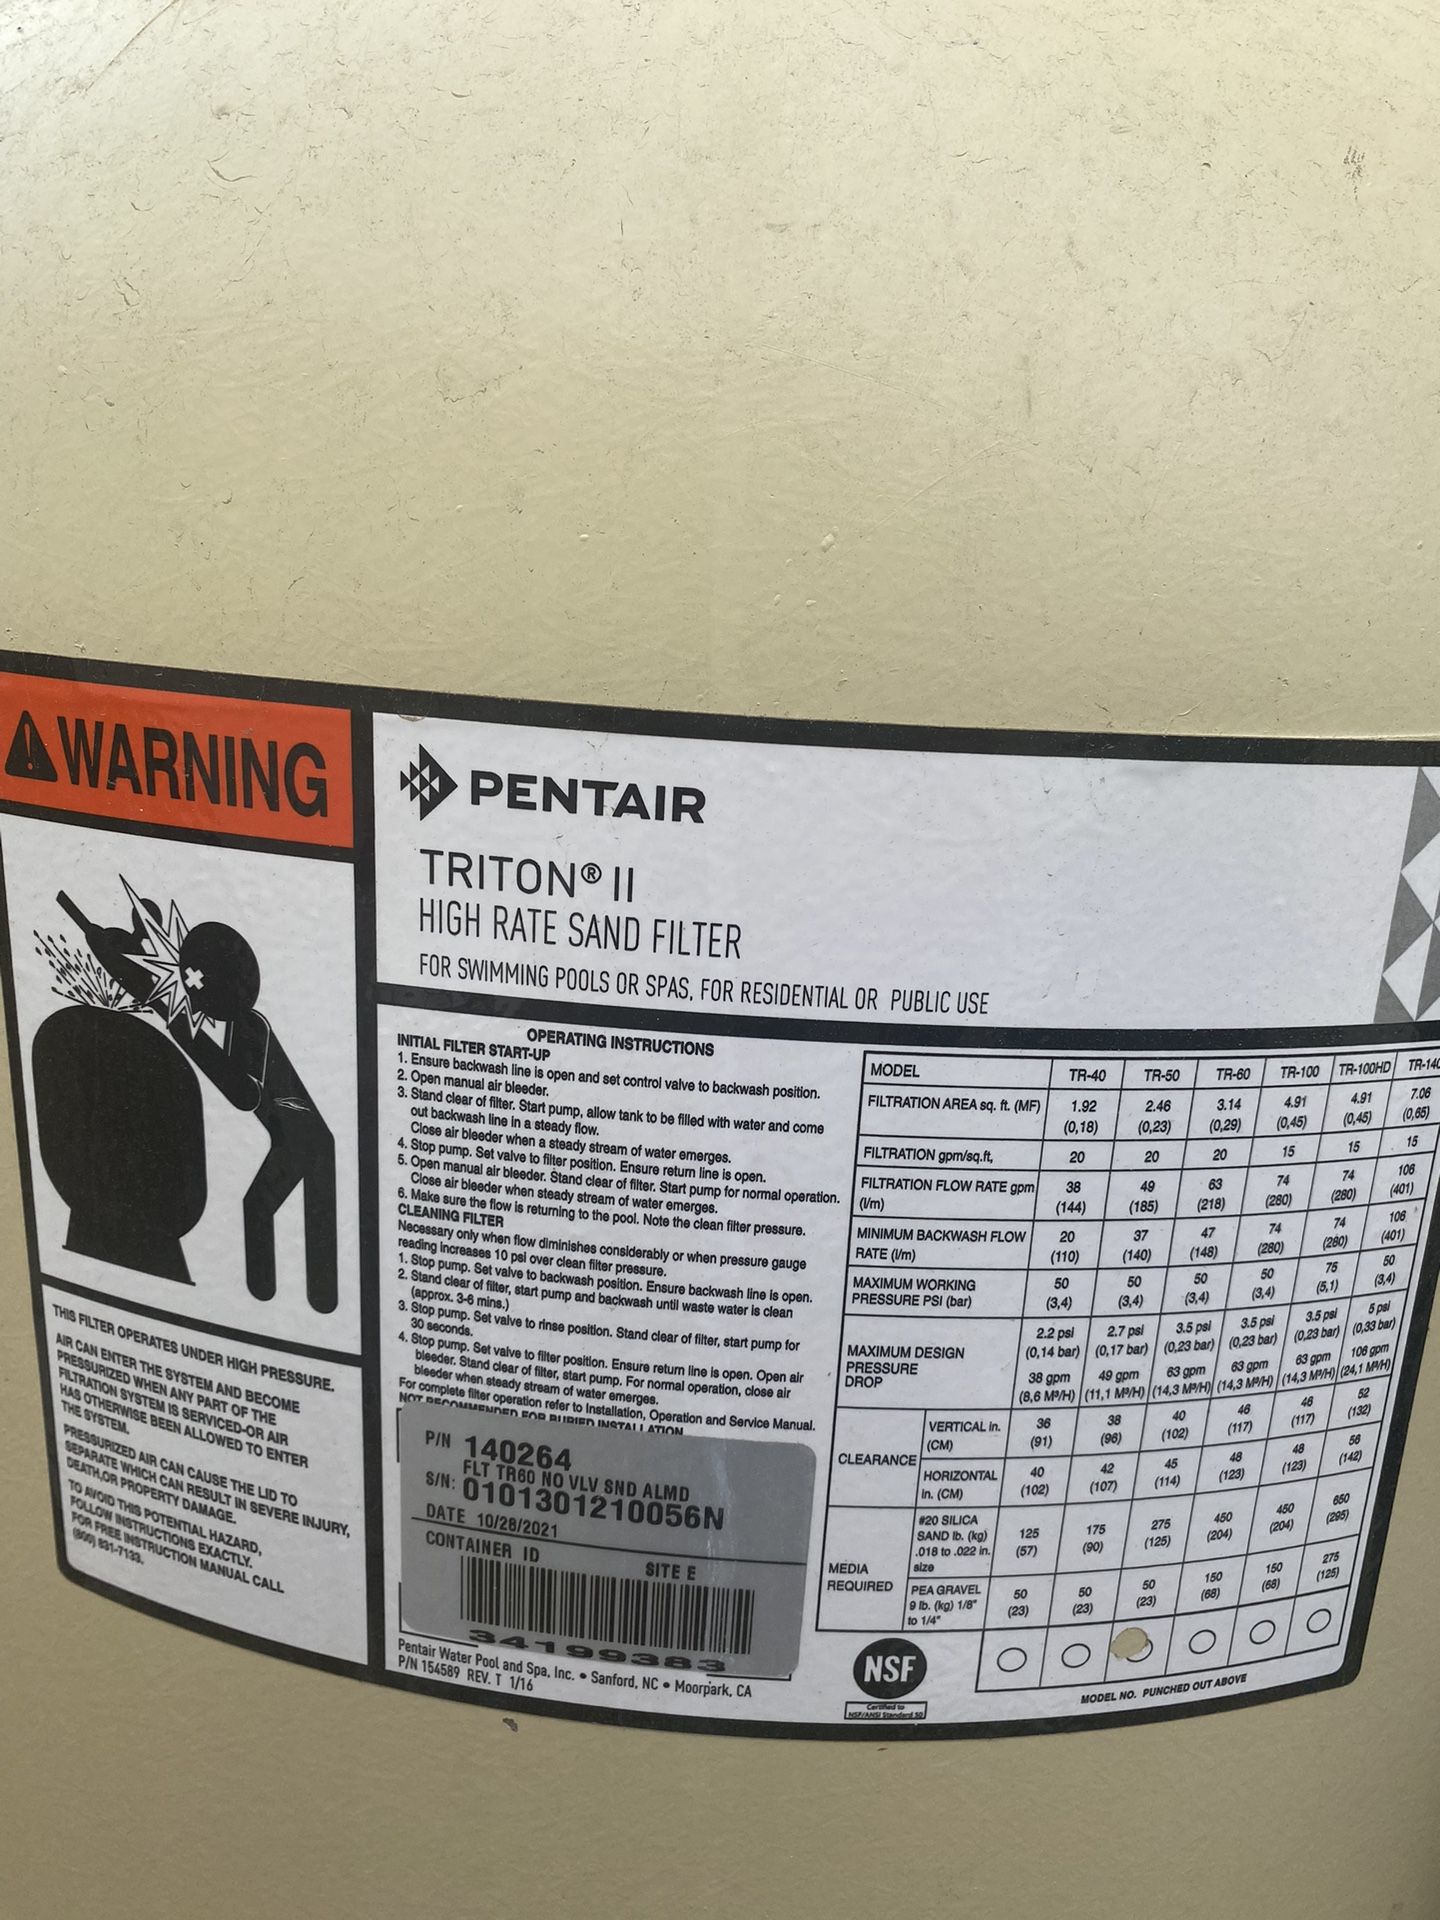 ⚠WARNING
THIS FILTER OPERATES UNDER HIGH PRESSURE.
AIR CAN ENTER THE SYSTEM AND BECOME
PRESSURIZED WHEN ANY PART OF THE
FILTRATION SYSTEM IS SERVICED-OR AIR
HAS OTHERWISE BEEN ALLOWED TO ENTER
THE SYSTEM.
PRESSURIZED AIR CAN CAUSE THE LID TO
SEPARATE WHICH CAN RESULT IN SEVERE INJURY,
DEATH,OR PROPERTY DAMAGE.
TO AVOID THIS POTENTIAL HAZARD,
FOLLOW INSTRUCTIONS EXACTLY.
FOR FREE INSTRUCTION MANUAL CALL
(800) 831-7133.
PENTAIR
TRITON® II
HIGH RATE SAND FILTER
FOR SWIMMING POOLS OR SPAS, FOR RESIDENTIAL OR PUBLIC USE
OPERATING INSTRUCTIONS
INITIAL FILTER START-UP
1. Ensure backwash line is open and set control valve to backwash position.
2. Open manual air bleeder.
3. Stand clear of filter. Start pump, allow tank to be filled with water and come
out backwash line in a steady flow.
Close air bleeder when a steady stream of water emerges.
4. Stop pump. Set valve to filter position. Ensure return line is open.
5. Open manual air bleeder. Stand clear of filter. Start pump for normal operation.
Close air bleeder when steady stream of water emerges.
6. Make sure the flow is returning to the pool. Note the clean filter pressure.
CLEANING FILTER
Necessary only when flow diminishes considerably or when pressure gauge
reading increases 10 psi over clean filter pressure.
1. Stop pump. Set valve to backwash position. Ensure backwash line is open.
2. Stand clear of filter, start pump and backwash until waste water is clean
(approx. 3-6 mins.)
3. Stop pump. Set valve to rinse position. Stand clear of filter, start pump for
30 seconds.
4. Stop pump. Set valve to filter position. Ensure return line is open. Open air
bleeder. Stand clear of filter, start pump. For normal operation, close air
bleeder when steady stream of water emerges.
For complete filter operation refer to Installation, Operation and Service Manual.
NOT RECOMMENDED FOR BURIED INSTALLATION
P/N 140264
FLT TR60 NO VLV SND ALMD
S/N: 0101301210056N
DATE 10/28/2021
CONTAINER ID SITE E
34199383
Pentair Water Pool and Spa, Inc. • Sanford, NC • Moorpark, CA
P/N 154589 REV. T 1/16
MODEL TR-40 TR-50 TR-60 TR-100 TR-100HD TR-140
FILTRATION AREA sq. ft. (MF) 1.92 2.46 3.14 4.91 4.91 7.06
(0,18) (0,23) (0,29) (0,45) (0,45) (0,65)
FILTRATION gpm/sq.ft, 20 20 20 15 15 15
FILTRATION FLOW RATE gpm 38 49 63 74 74 106
(l/m) (144) (185) (218) (280) (280) (401)
MINIMUM BACKWASH FLOW 20 37 47 74 74 106
RATE (l/m) (110) (140) (148) (280) (280) (401)
MAXIMUM WORKING 50 50 50 50 75 50
PRESSURE PSI (bar) (3,4) (3,4) (3,4) (3,4) (5,1) (3,4)
MAXIMUM DESIGN 2.2 psi 2.7 psi 3.5 psi 3.5 psi 3.5 psi 5 psi
PRESSURE (0,14 bar) (0,17 bar) (0,23 bar) (0,23 bar) (0,23 bar) (0,33 bar)
DROP 38 gpm 49 gpm 63 gpm 63 gpm 63 gpm 106 gpm
(8,6 M³/H) (11,1 M³/H) (14,3 M³/H) (14,3 M³/H) (14,3 M³/H) (24,1 M³/H)
CLEARANCE
VERTICAL in. 36 38 40 46 46 52
(CM) (91) (96) (102) (117) (117) (132)
HORIZONTAL 40 42 45 48 48 56
in. (CM) (102) (107) (114) (123) (123) (142)
MEDIA
REQUIRED
#20 SILICA
SAND lb. (kg) 125 175 275 450 450 650
.018 to .022 in. (57) (90) (125) (204) (204) (295)
size
PEA GRAVEL 50 50 50 150 150 275
9 lb. (kg) 1/8" (23) (23) (23) (68) (68) (125)
to 1/4"
NSF
Certified to
NSF/ANSI Standard 50
MODEL NO. PUNCHED OUT ABOVE